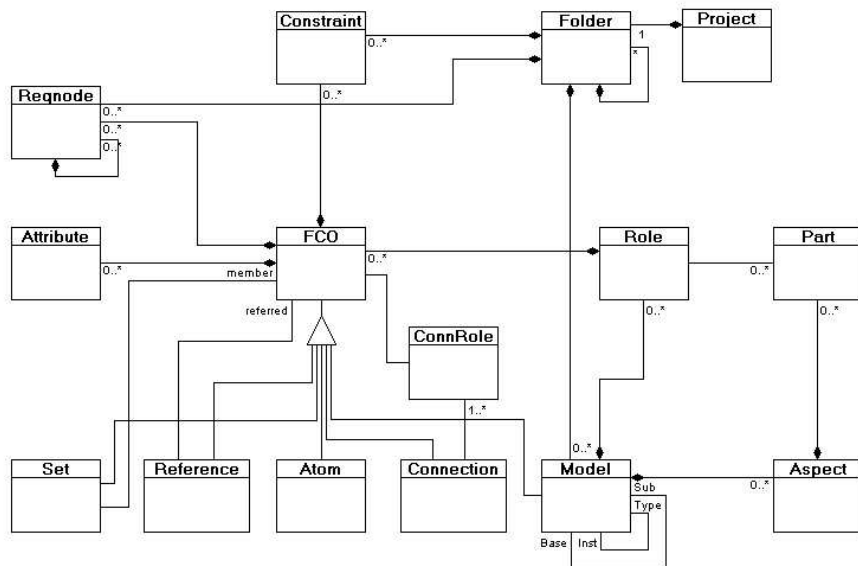 Constraint
Folder
Project
0..*
1
*
Reqnode
0..*
0..*
0..*
0..*
Attribute
FCO
Role
Part
0..*
member
0..*
0..*
0..*
0..*
referred
ConnRole
1..*
0..*
Set
Reference
Atom
Connection
Model
Aspect
Sub
0..*
Type
Base
Inst